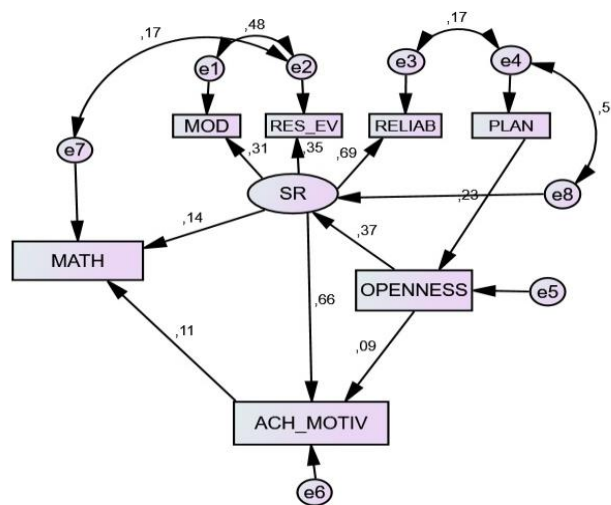 ,17
,48
,17
e1
e2
e3
e4
,5
MOD
RES_EV
RELIAB
PLAN
e7
,31
,35
,69
SR
,23
e8
,14
,37
MATH
OPENNESS
e5
,66
,11
,09
ACH_MOTIV
e6